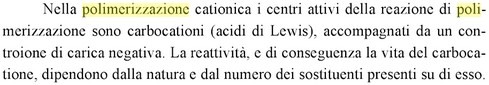 Nella polimerizzazione cationica i centri attivi della reazione di poli-
merizzazione sono carbocationi (acidi di Lewis), accompagnati da un con-
troione di carica negativa. La reattività, e di conseguenza la vita del carboca-
tione, dipendono dalla natura e dal numero dei sostituenti presenti su di esso.